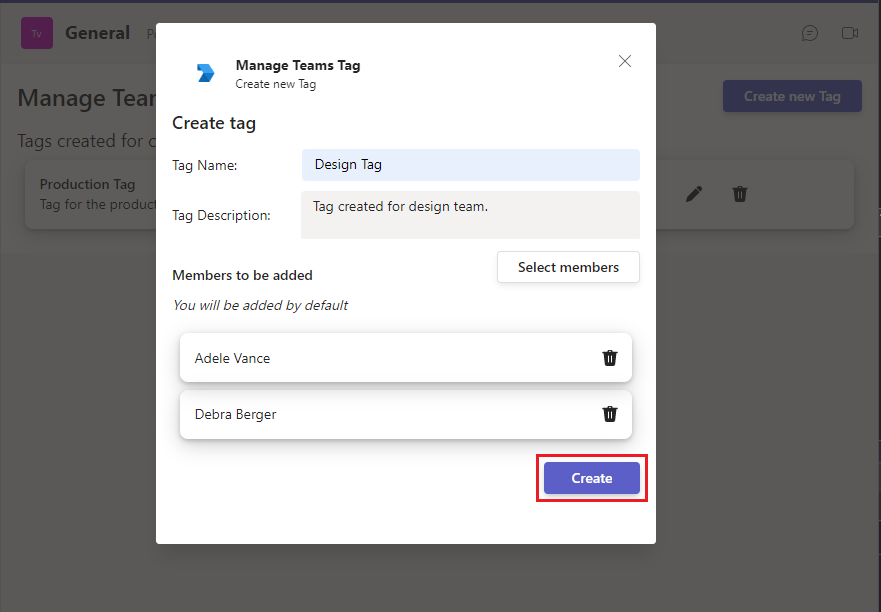 Tv General
Manage Teams Tag
Create new Tag
Manage Tea
Create new Tag
Create tag
Tags created for
Tag Name: Design Tag
Production Tag
Tag for the product
Tag Description: Tag created for design team.
Members to be added
Select members
You will be added by default
Adele Vance
Debra Berger
Create